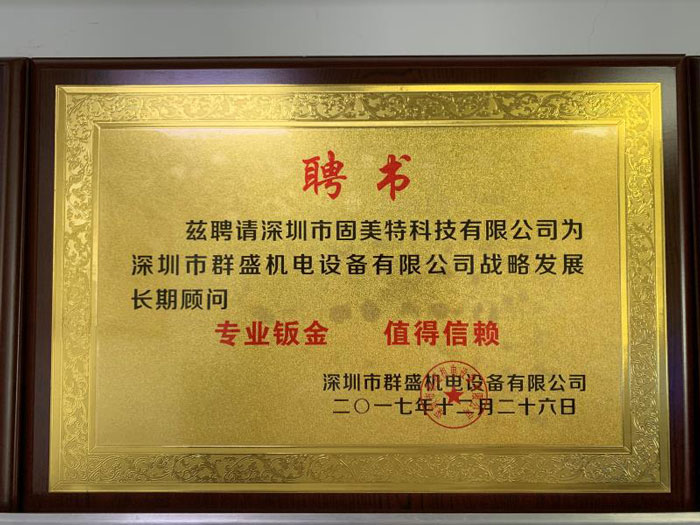 聘书
兹聘请深圳市固美特科技有限公司为
深圳市群盛机电设备有限公司战略发展
长期顾问
专业钣金 值得信赖
深圳市群盛机电设备有限公司
二〇一七年十二月二十六日